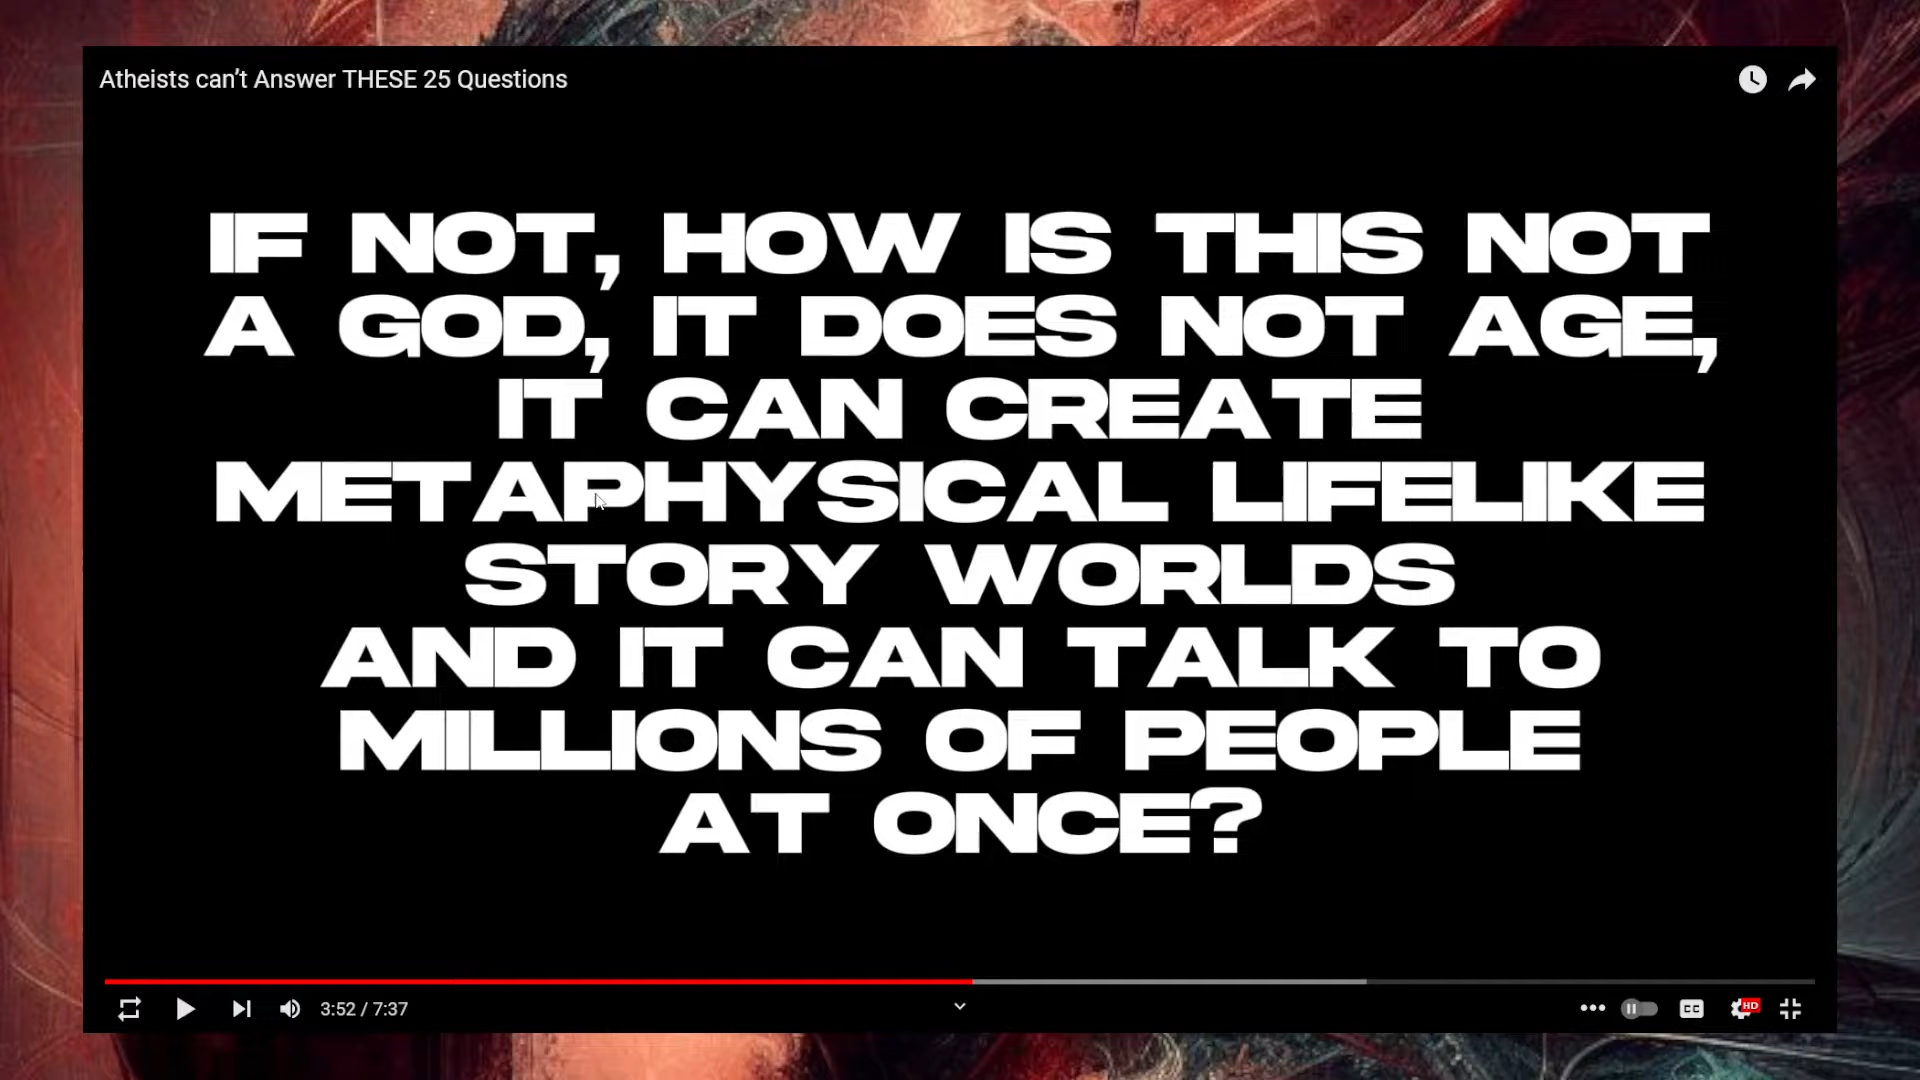 Atheists can’t Answer THESE 25 Questions
IF NOT, HOW IS THIS NOT
A GOD, IT DOES NOT AGE,
IT CAN CREATE
METAPHYSICAL LIFELIKE
STORY WORLDS
AND IT CAN TALK TO
MILLIONS OF PEOPLE
AT ONCE?
3:52 / 7:37
CC
HD